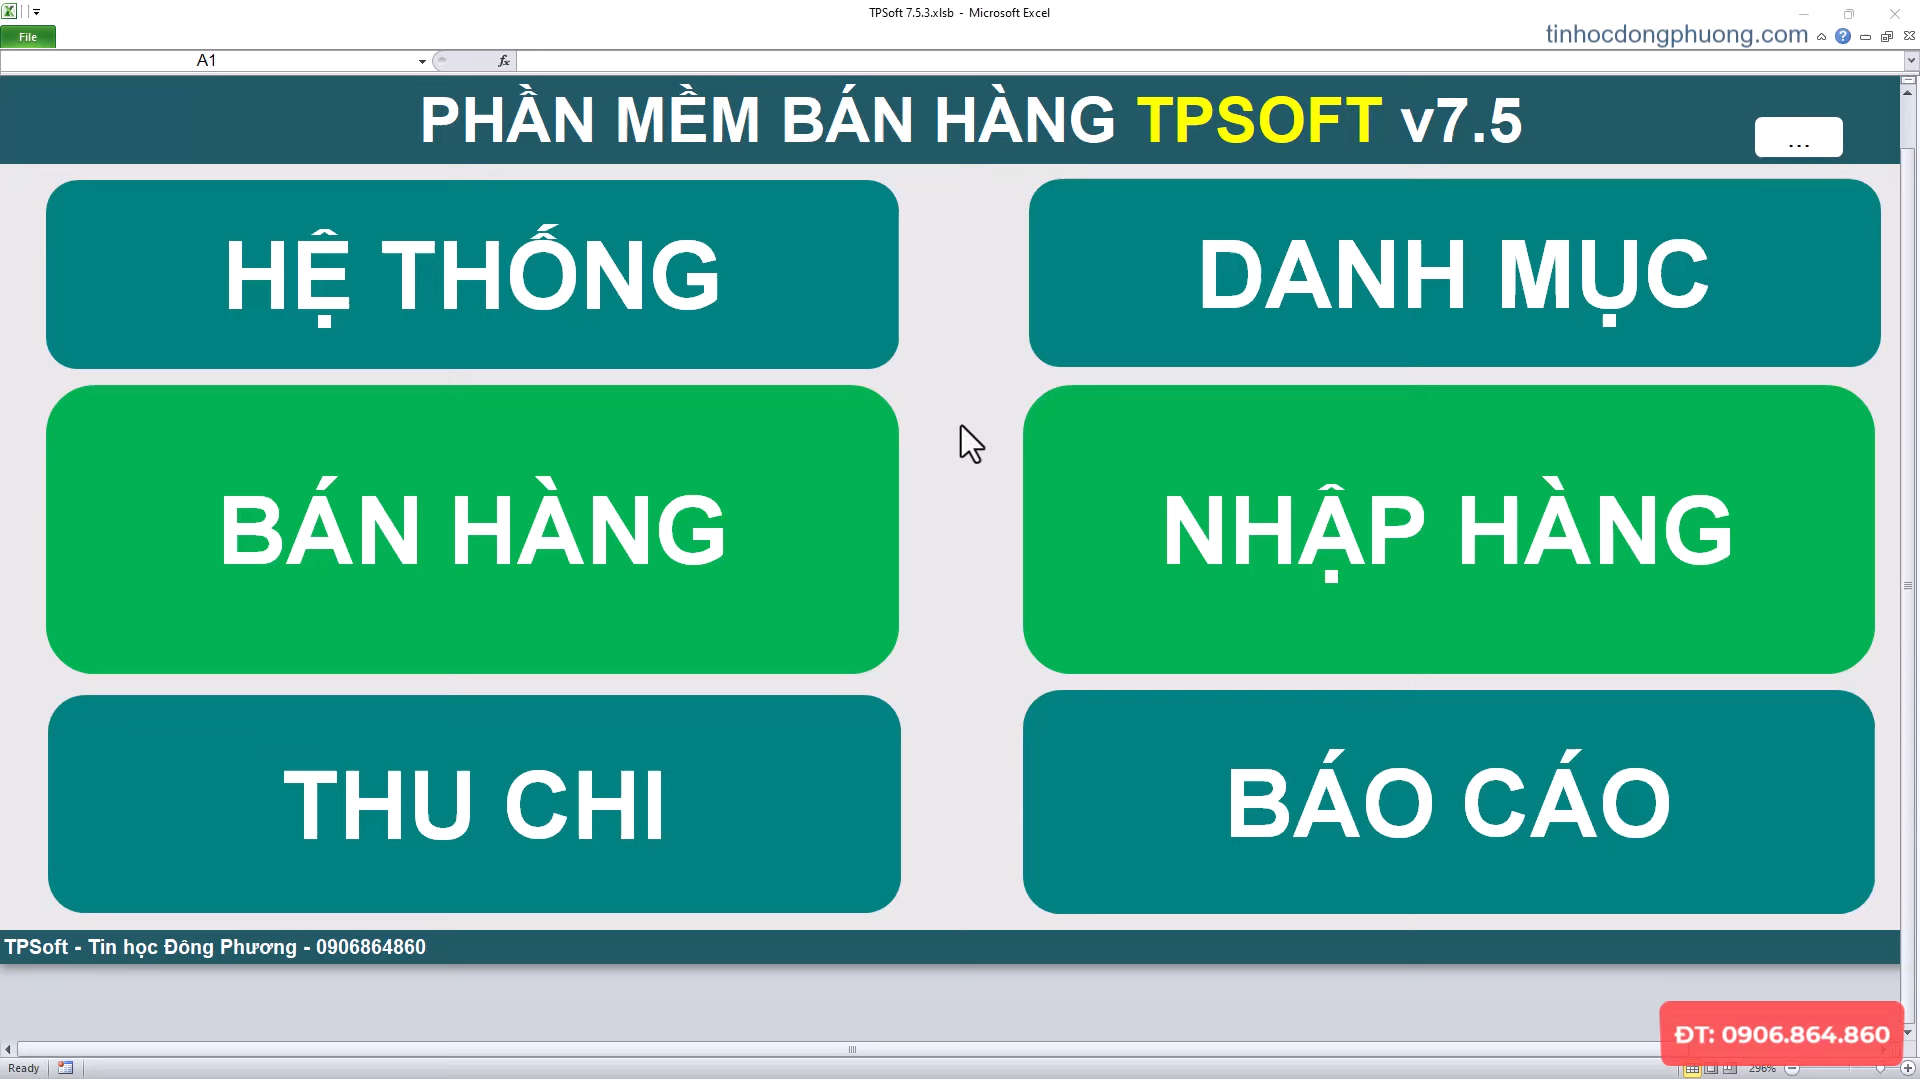 TPSoft 7.5.3.xlsb - Microsoft Excel
File
tinhocdongphuong.com
A1
fx
PHẦN MỀM BÁN HÀNG TPSOFT v7.5
...
HỆ THỐNG
DANH MỤC
BÁN HÀNG
NHẬP HÀNG
THU CHI
BÁO CÁO
TPSoft - Tin học Đông Phương - 0906864860
ĐT: 0906.864.860
Ready
296%